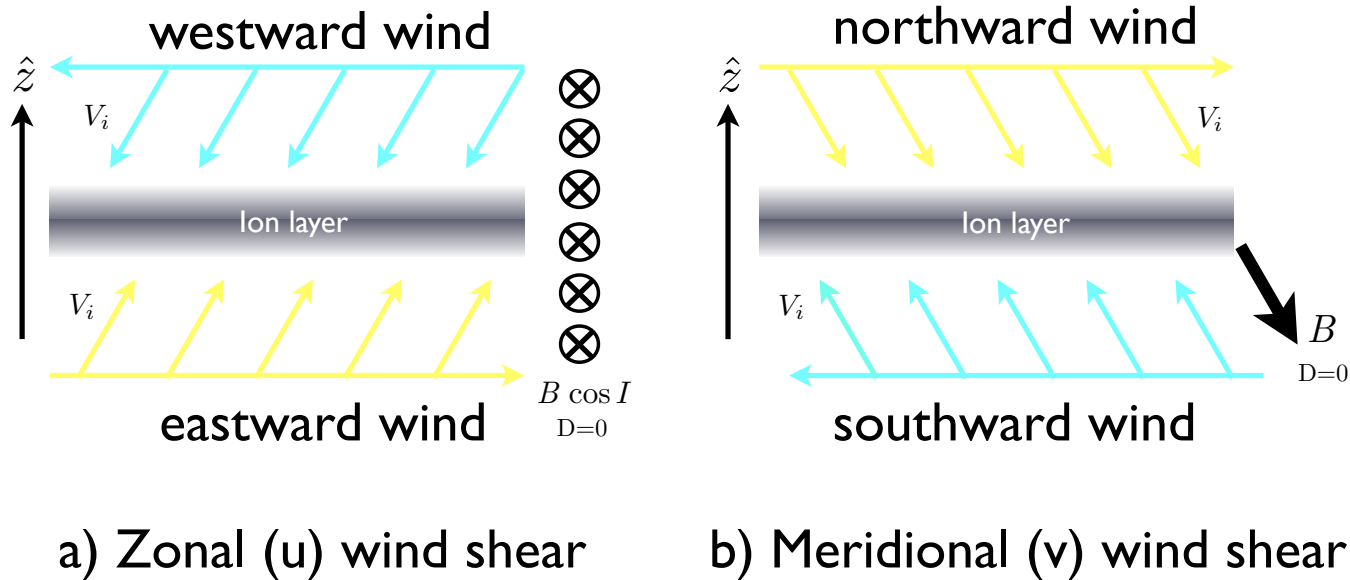 westward wind
ẑ
V_i
Ion layer
V_i
B cos I
D=0
eastward wind
a) Zonal (u) wind shear
northward wind
ẑ
V_i
Ion layer
V_i
B
D=0
southward wind
b) Meridional (v) wind shear